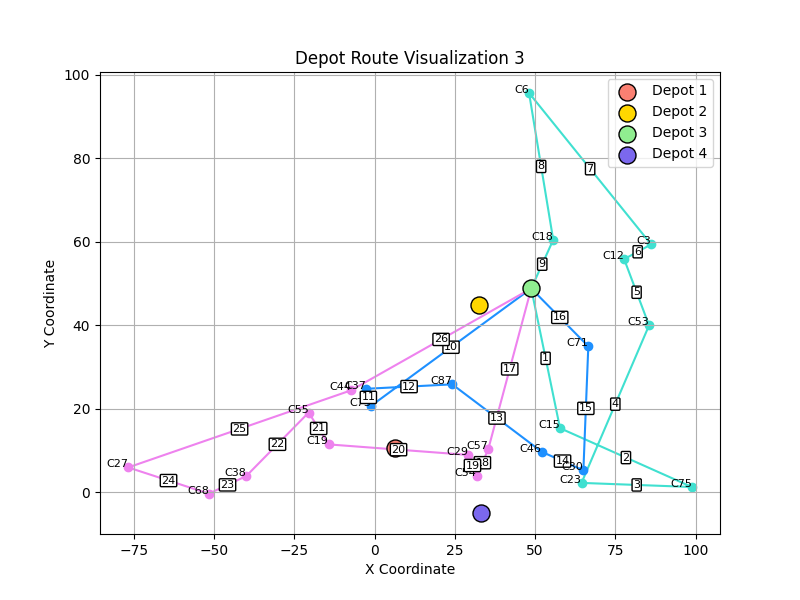 Depot Route Visualization 3
Depot 1
Depot 2
Depot 3
Depot 4
Y Coordinate
100
80
60
40
20
0
C6
8
7
C18
C3
6
C12
9
5
C53
16
26
C71
1
17
C44
C37
11
12
C87
15
4
C55
25
21
13
C15
22
C19
20
C29
C57
C46
14
2
C27
19
24
C38
23
C68
C23
3
C75
−75
−50
−25
0
25
50
75
100
X Coordinate